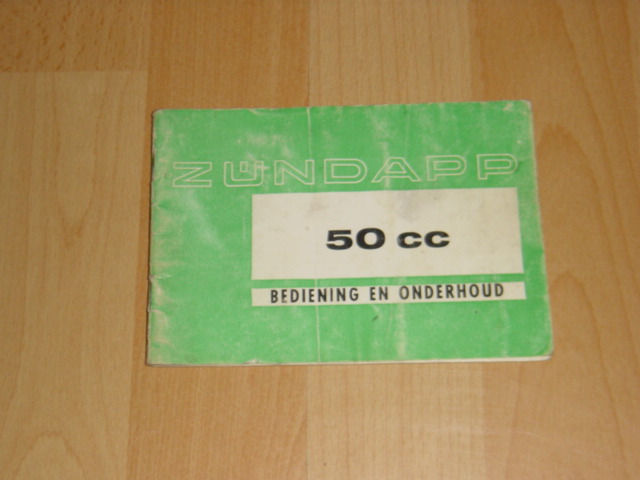 ZÜNDAPP
50 cc
BEDIENING EN ONDERHOUD